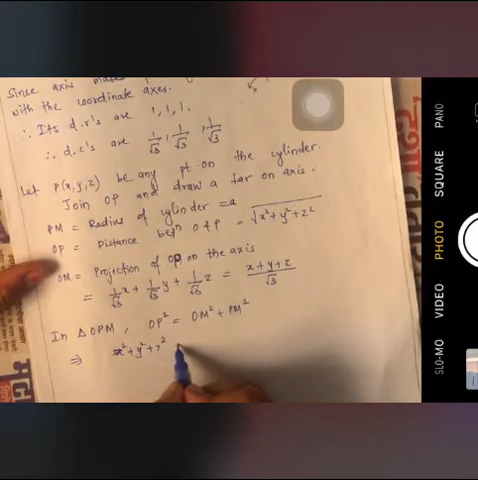 Since axis makes
with the coordinate axes.
∴ Its d.r's are 1, 1, 1.
∴ d.c's are 1/√3, 1/√3, 1/√3
Let P(x,y,z) be any pt on the cylinder.
Join OP and draw a far on axis.
PM = Radius of cylinder = a
OP = Distance betn O & P = √x²+y²+z²
OM = Projection of OP on the axis
= 1/√3 x + 1/√3 y + 1/√3 z = x+y+z/√3
In △OPM, OP² = OM² + PM²
⇒ x²+y²+z²
SLO-MO VIDEO PHOTO SQUARE PANO